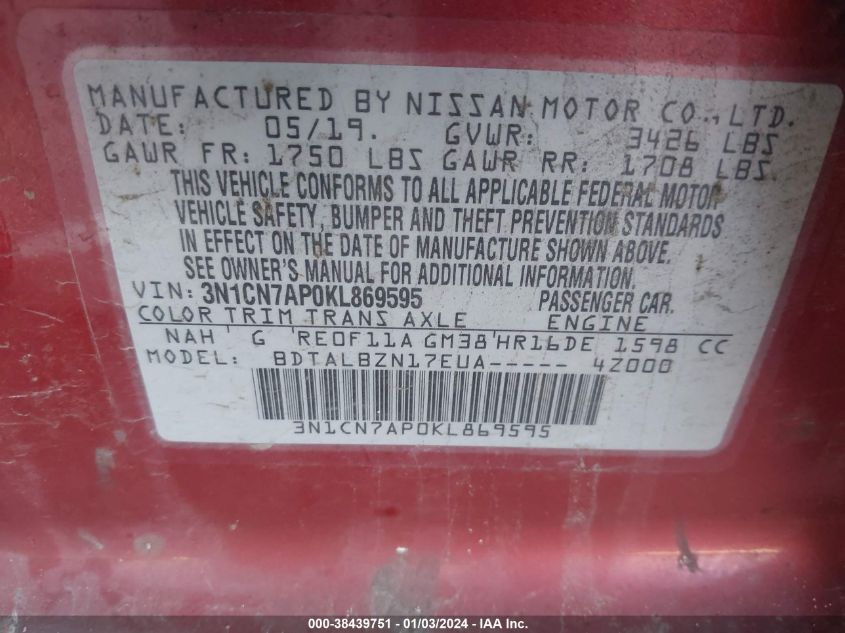 MANUFACTURED BY NISSAN MOTOR CO., LTD.
DATE: 05/19. GVWR: 3426 LBS
GAWR FR: 1750 LBS GAWR RR: 1708 LBS
THIS VEHICLE CONFORMS TO ALL APPLICABLE FEDERAL MOTOR
VEHICLE SAFETY, BUMPER AND THEFT PREVENTION STANDARDS
IN EFFECT ON THE DATE OF MANUFACTURE SHOWN ABOVE.
SEE OWNER'S MANUAL FOR ADDITIONAL INFORMATION.
VIN: 3N1CN7AP0KL869595 PASSENGER CAR.
COLOR TRIM TRANS AXLE ENGINE
NAH ' G 'RE0F11A GM38'HR16DE 1598 CC
MODEL: BDTALBZN17EUA----- 4Z000
3N1CN7AP0KL869595
000-38439751 - 01/03/2024 - IAA, Inc.